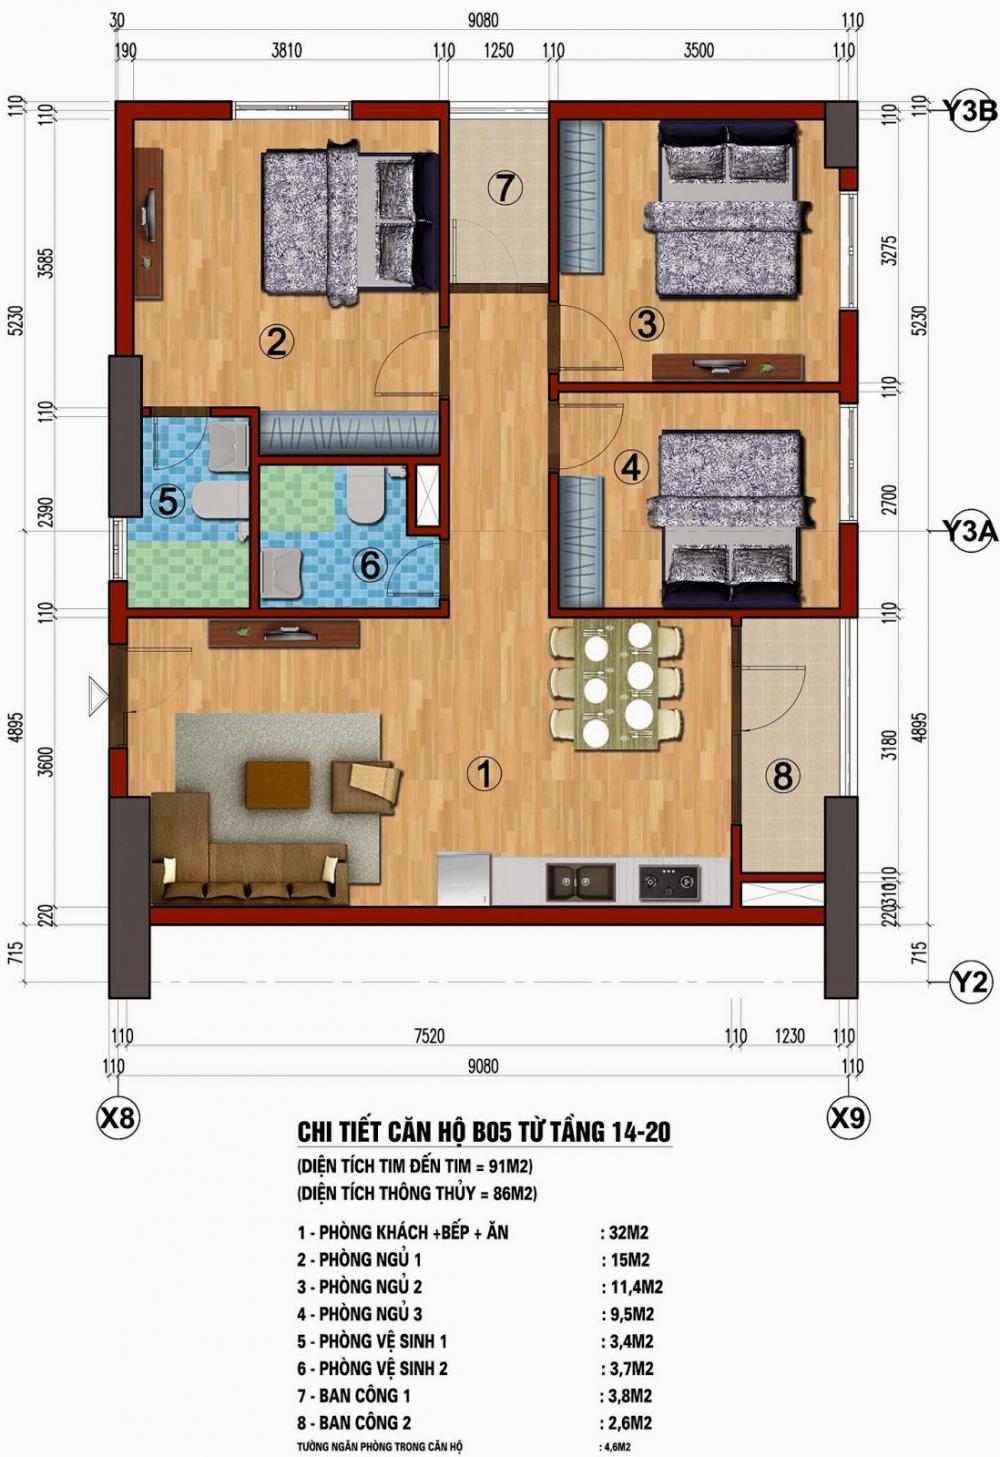 30 9080 110
190 3810 110 1250 110 3500 110
110 110 110 110 Y3B
7
3585 5230 3275 5230
2 3
110 110
4
5 2390 2700
6 Y3A
110 110
4895 3600 1 8 3180 4895
110
310
220 220
715 715
Y2
110 7520 110 1230 110
110 9080 110
X8 X9
CHI TIẾT CĂN HỘ B05 TỪ TẦNG 14-20
(DIỆN TÍCH TIM ĐẾN TIM = 91M2)
(DIỆN TÍCH THÔNG THỦY = 86M2)
1 - PHÒNG KHÁCH +BẾP + ĂN : 32M2
2 - PHÒNG NGỦ 1 : 15M2
3 - PHÒNG NGỦ 2 : 11,4M2
4 - PHÒNG NGỦ 3 : 9,5M2
5 - PHÒNG VỆ SINH 1 : 3,4M2
6 - PHÒNG VỆ SINH 2 : 3,7M2
7 - BAN CÔNG 1 : 3,8M2
8 - BAN CÔNG 2 : 2,6M2
TƯỜNG NGĂN PHÒNG TRONG CĂN HỘ : 4,6M2